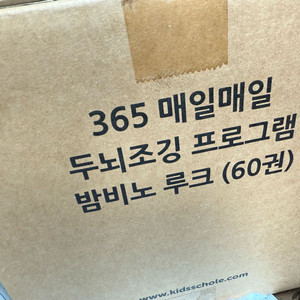 365 매일매일
두뇌조깅 프로그램
밤비노 루크 (60권)
www.kidsschole.com